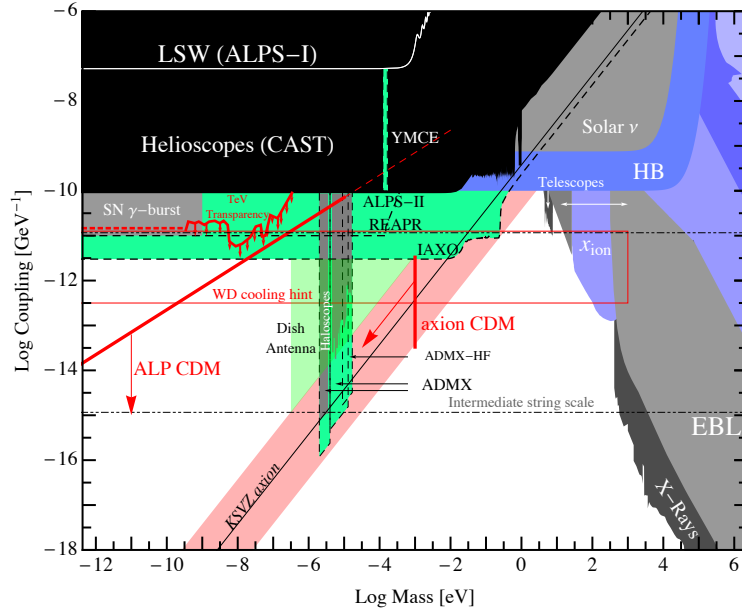 LSW (ALPS−I)
Helioscopes (CAST)
YMCE
Solar ν
HB
Telescopes
SN γ−burst
TeV
Transparency
ALPS−II
REAPR
IAXO
x_ion
WD cooling hint
Haloscopes
Dish
Antenna
axion CDM
ADMX−HF
ADMX
ALP CDM
Intermediate string scale
EBL
X−Rays
KSVZ axion
Log Coupling [GeV⁻¹]
−6
−8
−10
−11
−12
−14
−16
−18
−12
−10
−8
−6
−4
−2
0
2
4
6
Log Mass [eV]